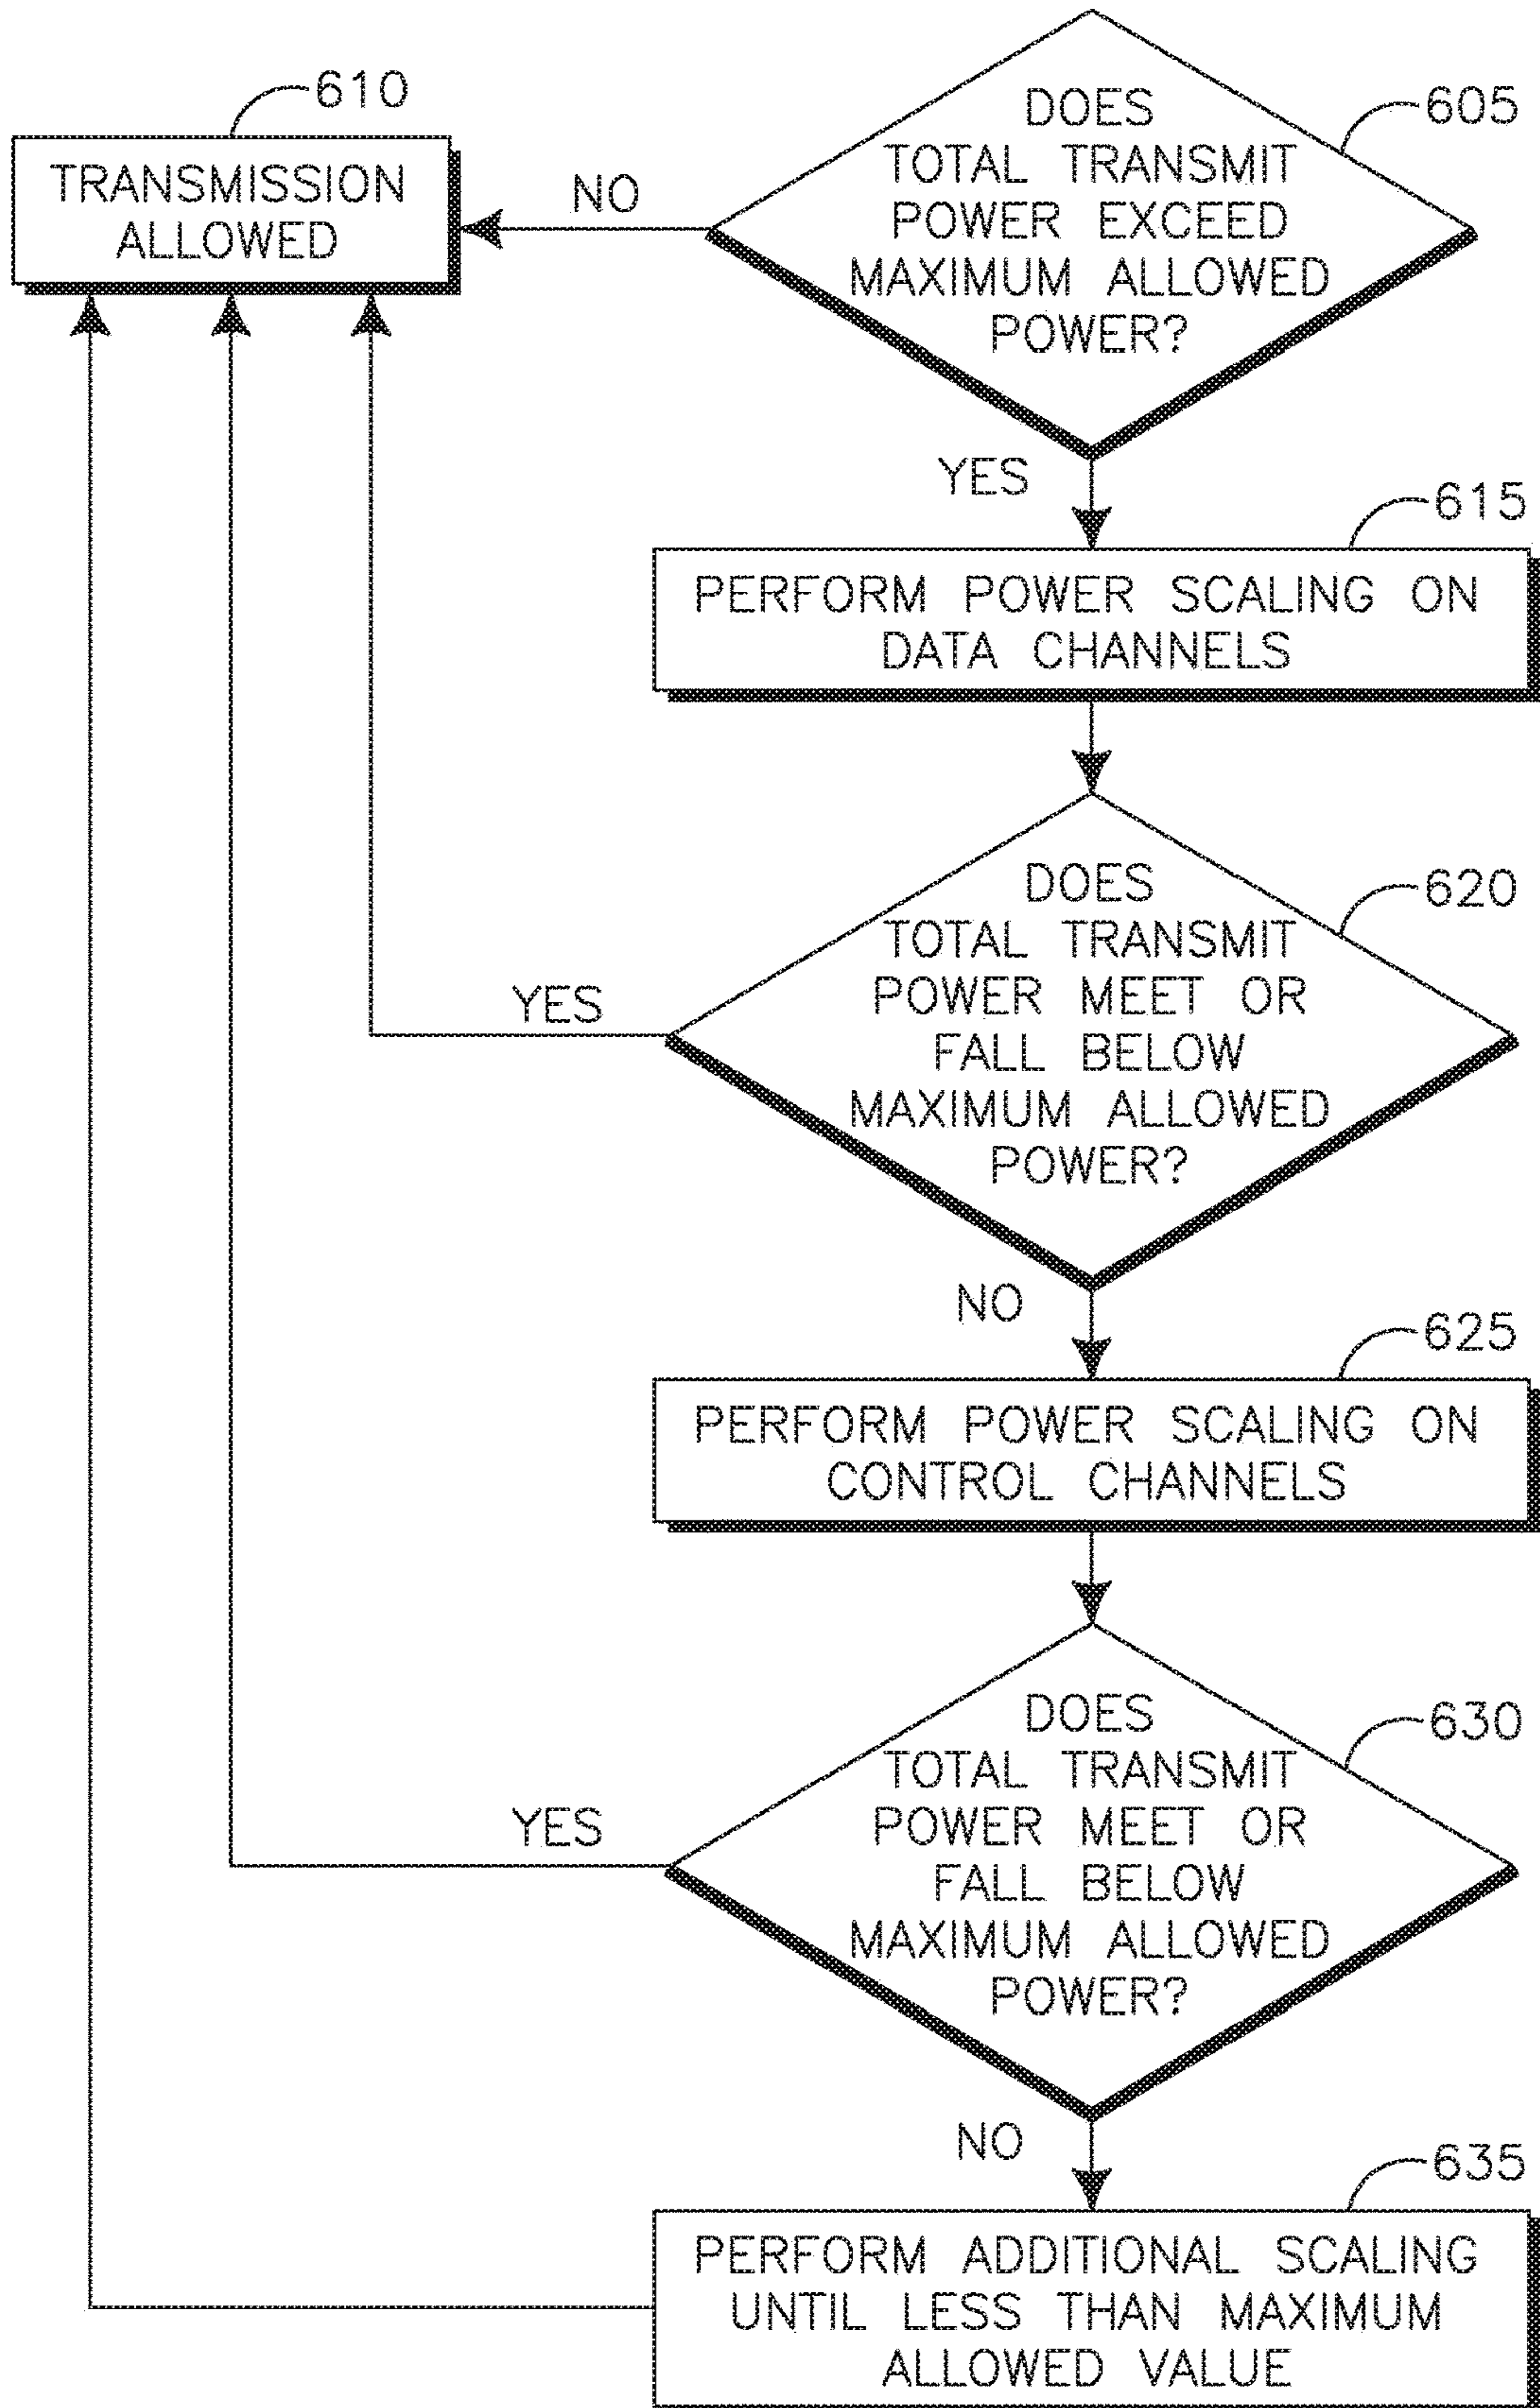 610
TRANSMISSION
ALLOWED
NO
DOES
TOTAL TRANSMIT
POWER EXCEED
MAXIMUM ALLOWED
POWER?
605
YES
615
PERFORM POWER SCALING ON
DATA CHANNELS
DOES
TOTAL TRANSMIT
POWER MEET OR
FALL BELOW
MAXIMUM ALLOWED
POWER?
620
YES
NO
625
PERFORM POWER SCALING ON
CONTROL CHANNELS
DOES
TOTAL TRANSMIT
POWER MEET OR
FALL BELOW
MAXIMUM ALLOWED
POWER?
630
YES
NO
635
PERFORM ADDITIONAL SCALING
UNTIL LESS THAN MAXIMUM
ALLOWED VALUE